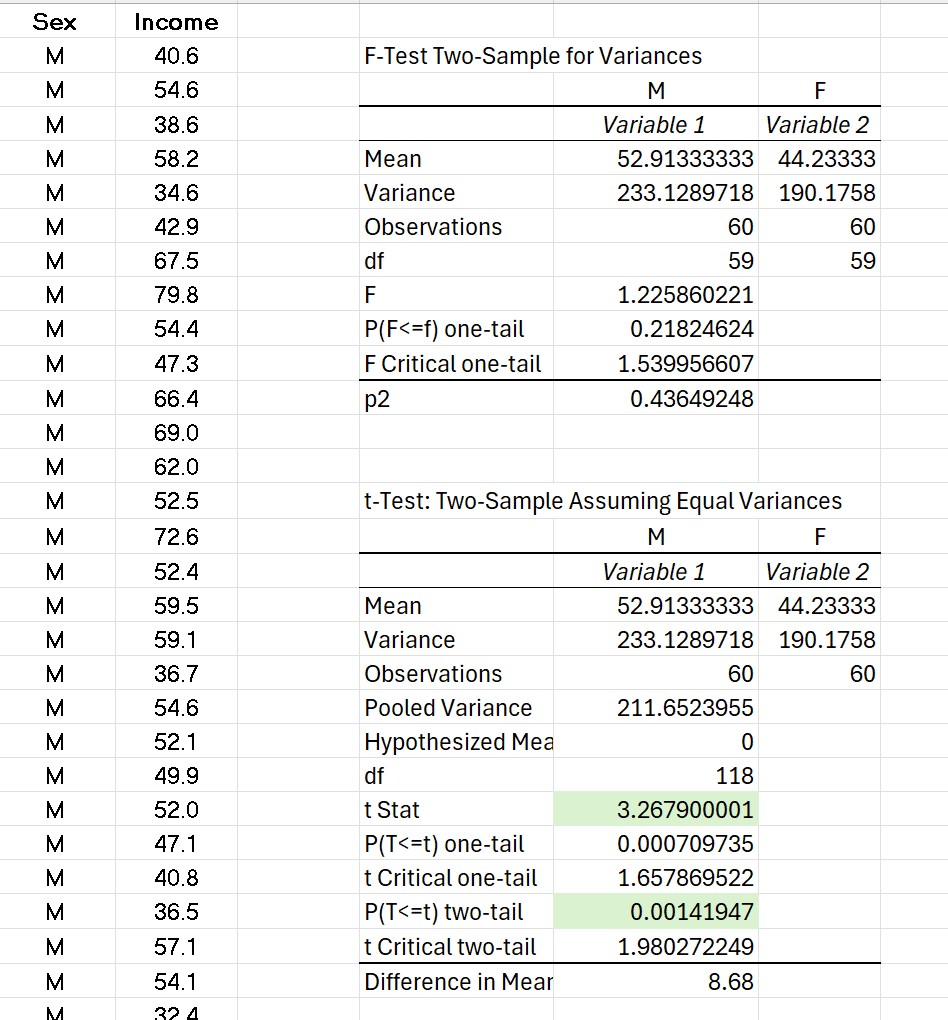 Sex Income
M 40.6 F-Test Two-Sample for Variances
M 54.6 M F
M 38.6 Variable 1 Variable 2
M 58.2 Mean 52.91333333 44.23333
M 34.6 Variance 233.1289718 190.1758
M 42.9 Observations 60 60
M 67.5 df 59 59
M 79.8 F 1.225860221
M 54.4 P(F<=f) one-tail 0.21824624
M 47.3 F Critical one-tail 1.539956607
M 66.4 p2 0.43649248
M 69.0
M 62.0
M 52.5 t-Test: Two-Sample Assuming Equal Variances
M 72.6 M F
M 52.4 Variable 1 Variable 2
M 59.5 Mean 52.91333333 44.23333
M 59.1 Variance 233.1289718 190.1758
M 36.7 Observations 60 60
M 54.6 Pooled Variance 211.6523955
M 52.1 Hypothesized Mea 0
M 49.9 df 118
M 52.0 t Stat 3.267900001
M 47.1 P(T<=t) one-tail 0.000709735
M 40.8 t Critical one-tail 1.657869522
M 36.5 P(T<=t) two-tail 0.00141947
M 57.1 t Critical two-tail 1.980272249
M 54.1 Difference in Mear 8.68
M 32.4